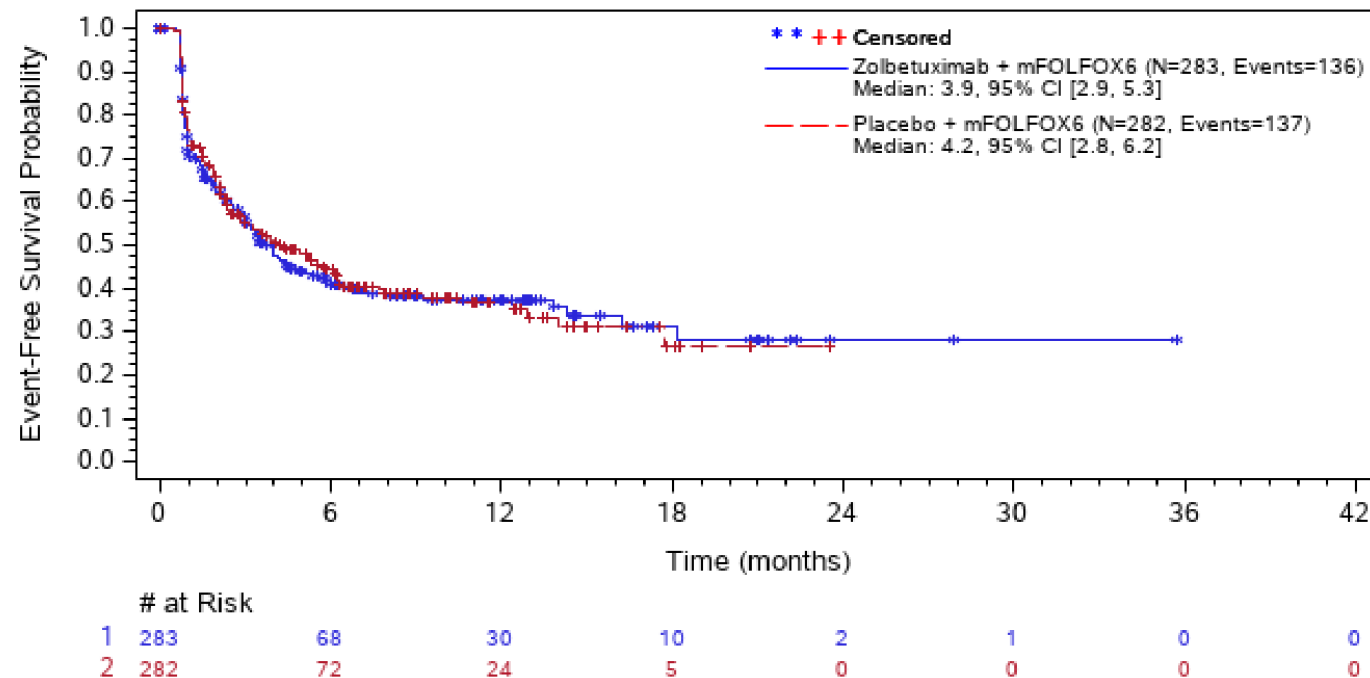 Event-Free Survival Probability
1.0
0.9
0.8
0.7
0.6
0.5
0.4
0.3
0.2
0.1
0.0
Censored
Zolbetuximab + mFOLFOX6 (N=283, Events=136)
Median: 3.9, 95% CI [2.9, 5.3]
Placebo + mFOLFOX6 (N=282, Events=137)
Median: 4.2, 95% CI [2.8, 6.2]
0 6 12 18 24 30 36 42
Time (months)
# at Risk
1 283 68 30 10 2 1 0 0
2 282 72 24 5 0 0 0 0